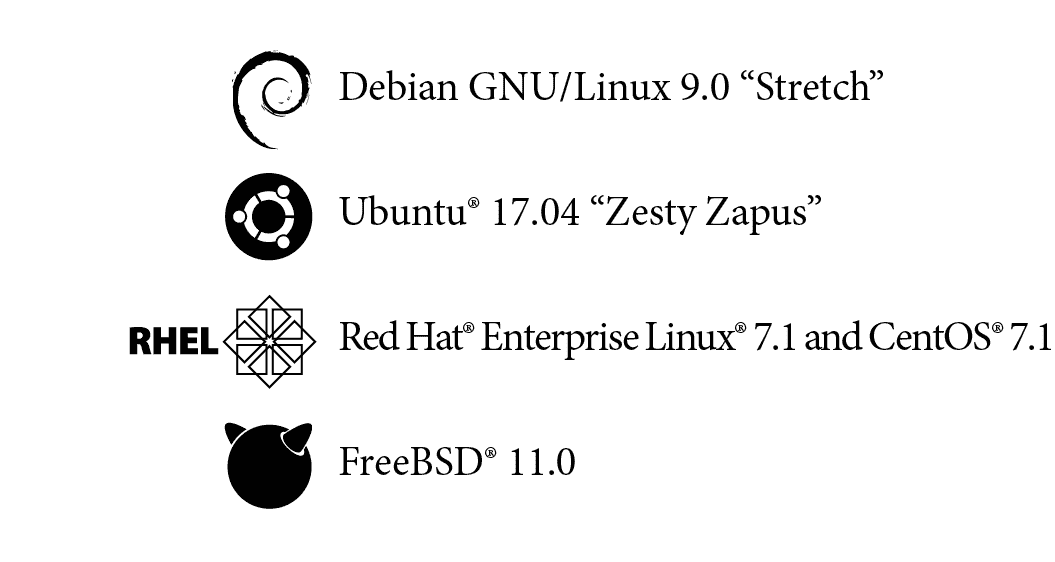 Debian GNU/Linux 9.0 “Stretch”
Ubuntu® 17.04 “Zesty Zapus”
RHEL Red Hat® Enterprise Linux® 7.1 and CentOS® 7.1
FreeBSD® 11.0